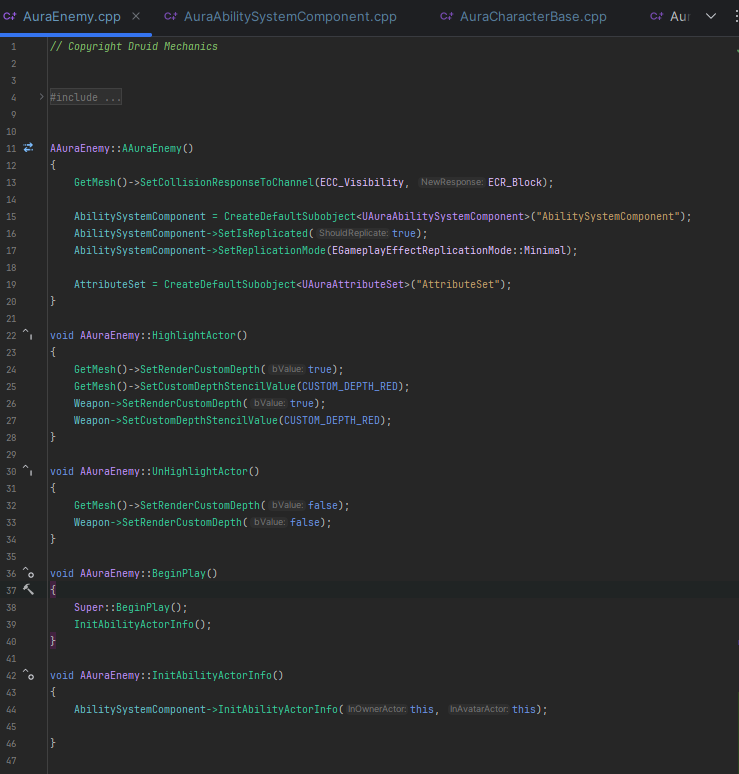 AuraEnemy.cpp × AuraAbilitySystemComponent.cpp AuraCharacterBase.cpp
1 // Copyright Druid Mechanics
2
3
4 #include ...
9
10
11 AAuraEnemy::AAuraEnemy()
12 {
13 GetMesh()->SetCollisionResponseToChannel(ECC_Visibility, NewResponse: ECR_Block);
14
15 AbilitySystemComponent = CreateDefaultSubobject<UAuraAbilitySystemComponent>("AbilitySystemComponent");
16 AbilitySystemComponent->SetIsReplicated( ShouldReplicate: true);
17 AbilitySystemComponent->SetReplicationMode(EGameplayEffectReplicationMode::Minimal);
18
19 AttributeSet = CreateDefaultSubobject<UAuraAttributeSet>("AttributeSet");
20 }
21
22 void AAuraEnemy::HighlightActor()
23 {
24 GetMesh()->SetRenderCustomDepth( bValue: true);
25 GetMesh()->SetCustomDepthStencilValue(CUSTOM_DEPTH_RED);
26 Weapon->SetRenderCustomDepth( bValue: true);
27 Weapon->SetCustomDepthStencilValue(CUSTOM_DEPTH_RED);
28 }
29
30 void AAuraEnemy::UnHighlightActor()
31 {
32 GetMesh()->SetRenderCustomDepth( bValue: false);
33 Weapon->SetRenderCustomDepth( bValue: false);
34 }
35
36 void AAuraEnemy::BeginPlay()
37 {
38 Super::BeginPlay();
39 InitAbilityActorInfo();
40 }
41
42 void AAuraEnemy::InitAbilityActorInfo()
43 {
44 AbilitySystemComponent->InitAbilityActorInfo( InOwnerActor: this, InAvatarActor: this);
45
46 }
47